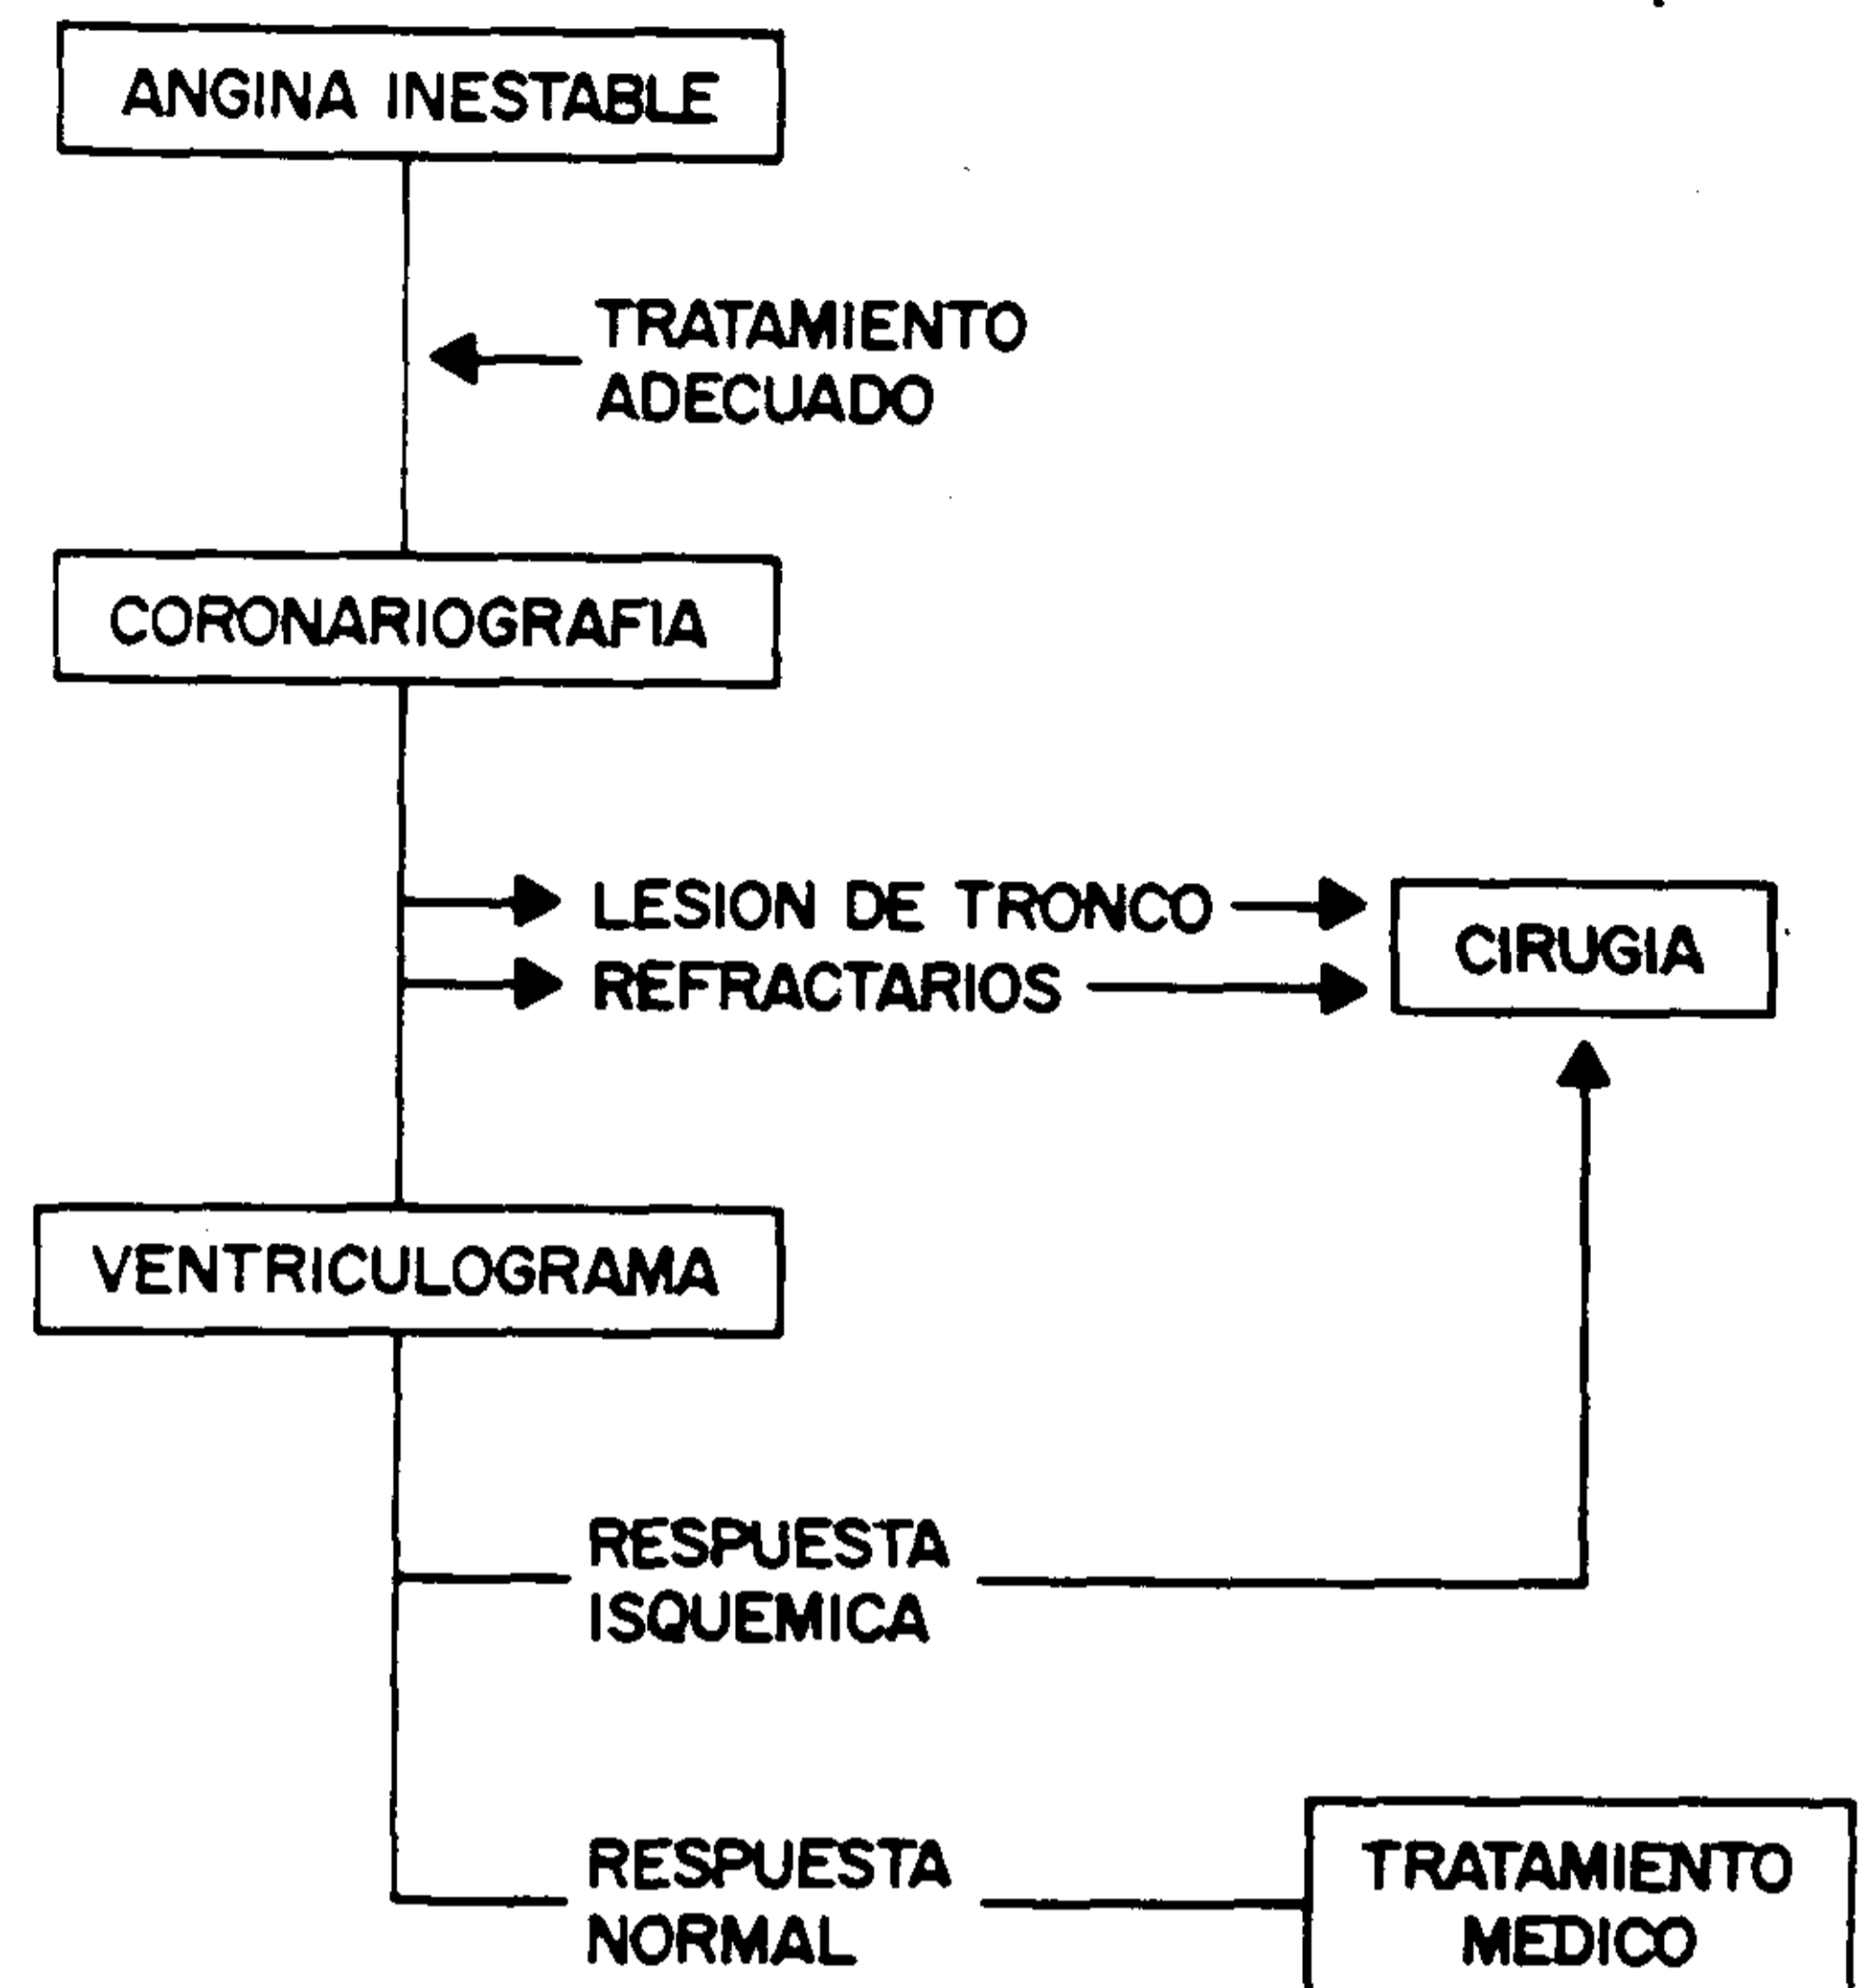 ANGINA INESTABLE
TRATAMIENTO
ADECUADO
CORONARIOGRAFIA
LESION DE TRONCO
REFRACTARIOS
CIRUGIA
VENTRICULOGRAMA
RESPUESTA
ISQUEMICA
RESPUESTA
NORMAL
TRATAMIENTO
MEDICO